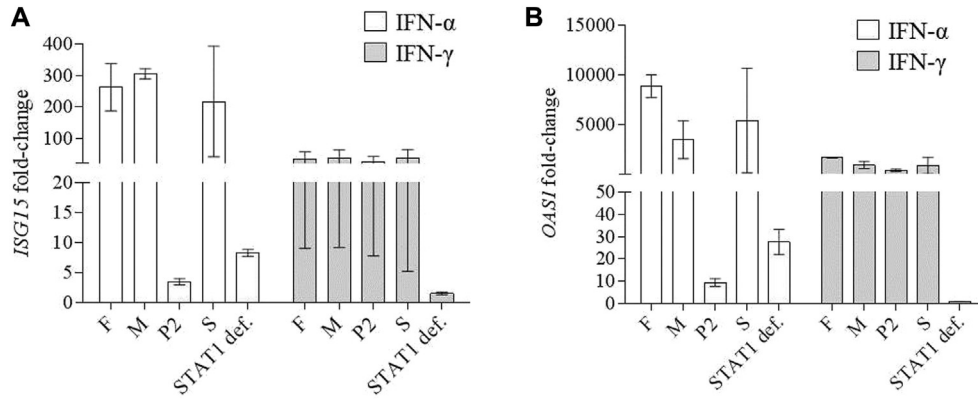 A
IFN-α
IFN-γ
ISG15 fold-change
400
300
200
100
20
15
10
5
0
F
M
P2
S
STAT1 def.
F
M
P2
S
STAT1 def.
B
IFN-α
IFN-γ
OAS1 fold-change
15000
10000
5000
50
40
30
20
10
0
F
M
P2
S
STAT1 def.
F
M
P2
S
STAT1 def.